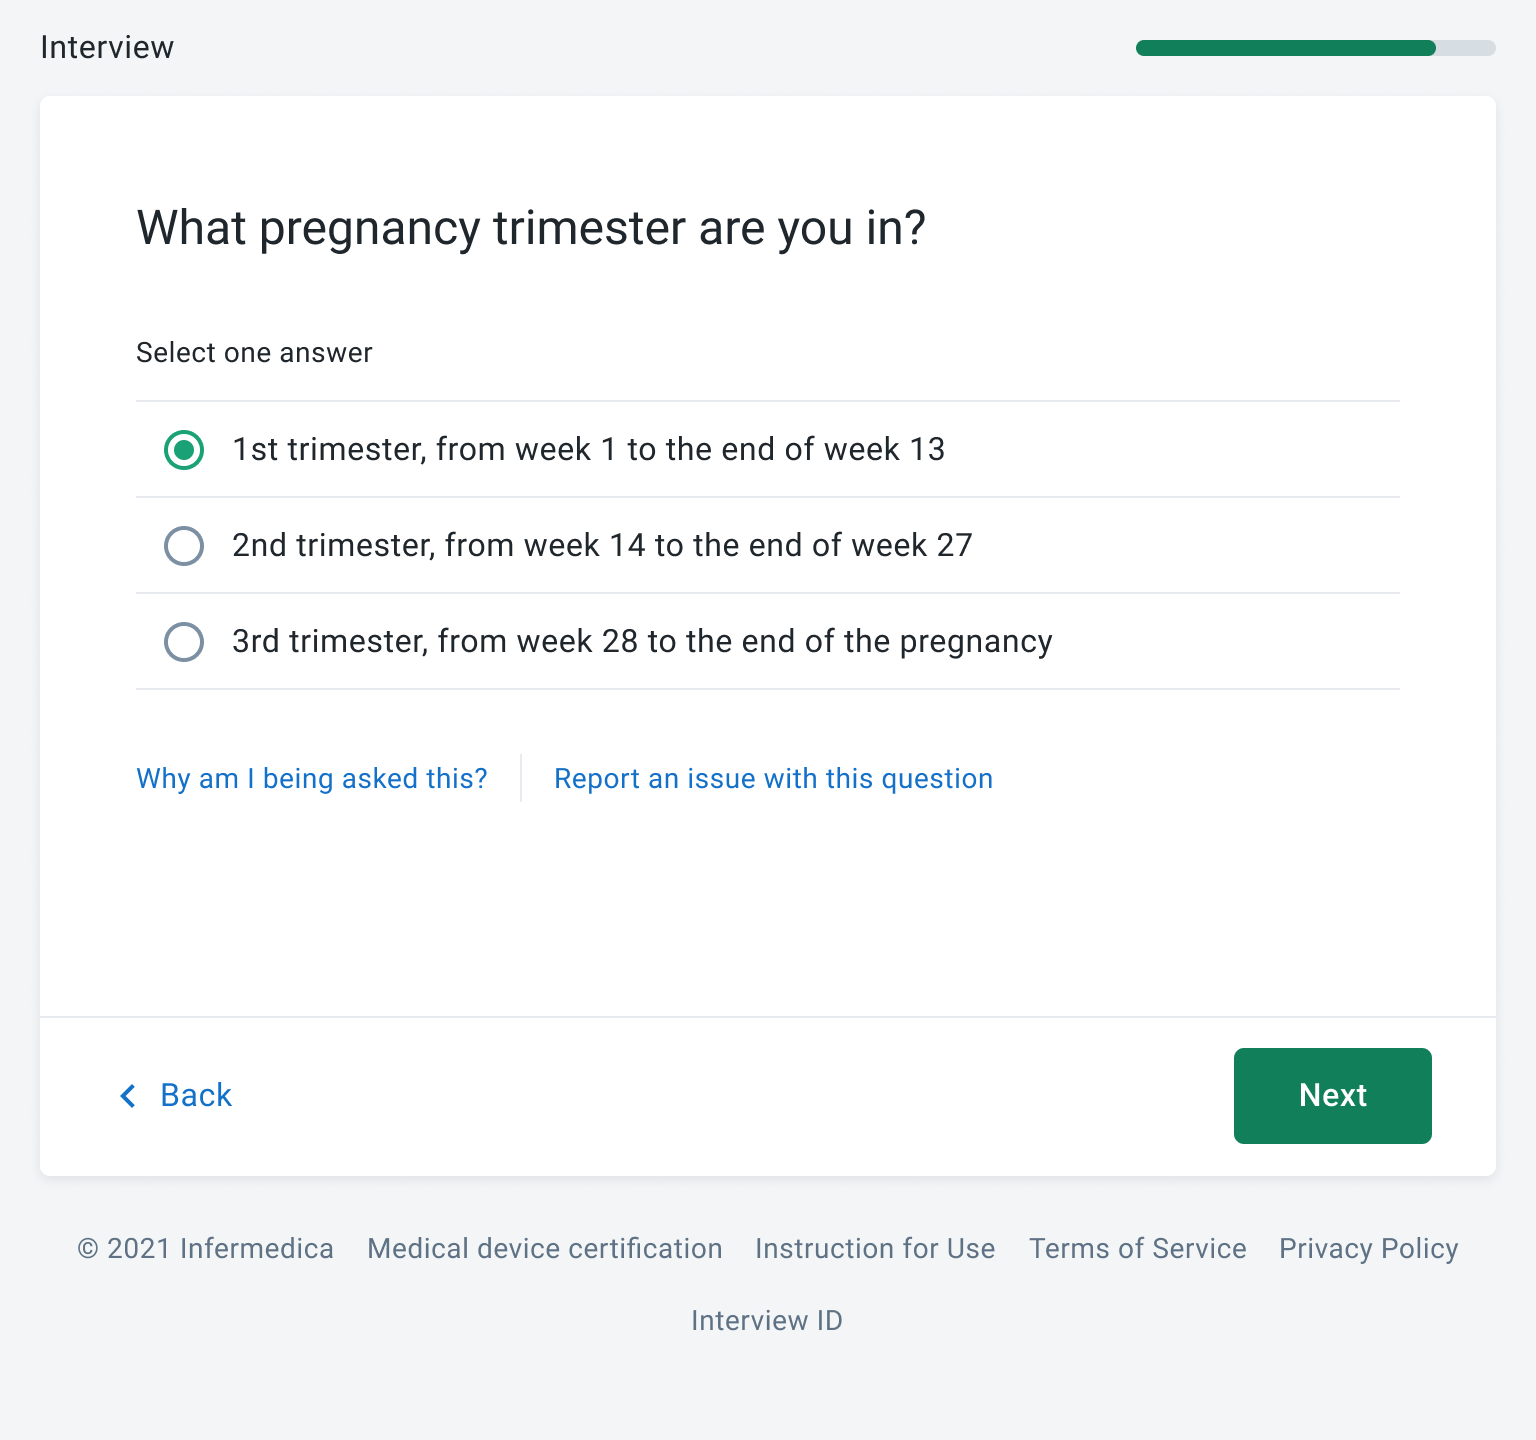 Interview
What pregnancy trimester are you in?
Select one answer
1st trimester, from week 1 to the end of week 13
2nd trimester, from week 14 to the end of week 27
3rd trimester, from week 28 to the end of the pregnancy
Why am I being asked this? Report an issue with this question
Back Next
© 2021 Infermedica Medical device certification Instruction for Use Terms of Service Privacy Policy
Interview ID